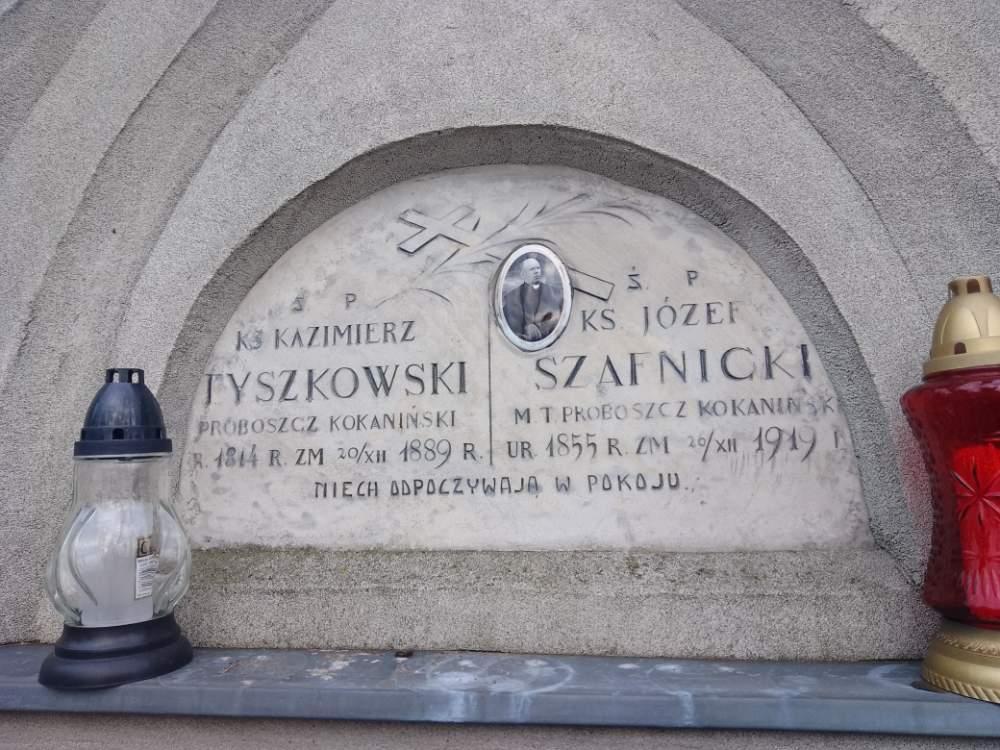 Ś P
KS KAZIMIERZ
TYSZKOWSKI
PROBOSZCZ KOKANIŃSKI
R. 1814 R. ZM 20/XII 1889 R.
Ś. P
KS. JÓZEF
SZAFNICKI
M T. PROBOSZCZ KOKANIŃSKI
UR. 1855 R. ZM 26/XII 1919 R.
NIECH ODPOCZYWAJĄ W POKOJU.